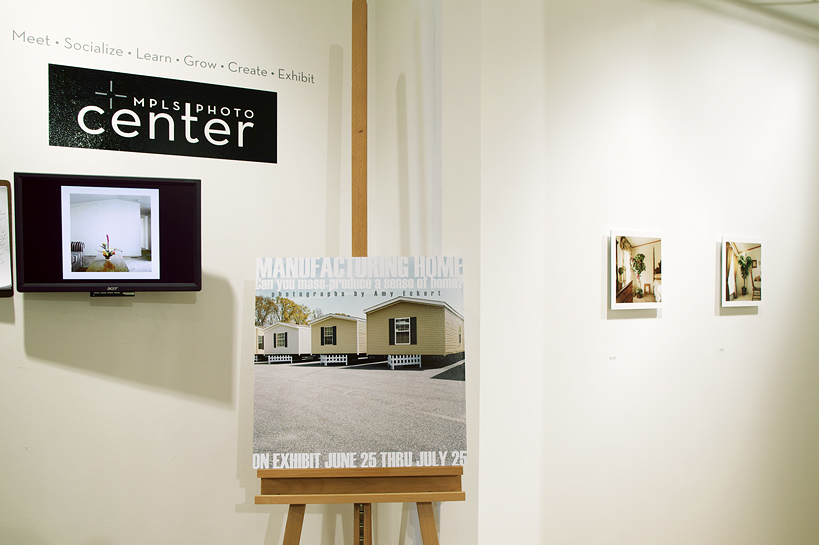 Meet • Socialize • Learn • Grow • Create • Exhibit
MPLS PHOTO
center
acer
MANUFACTURING HOME
Can you mass-produce a sense of home?
photographs by Amy Eckert
ON EXHIBIT JUNE 25 THRU JULY 25